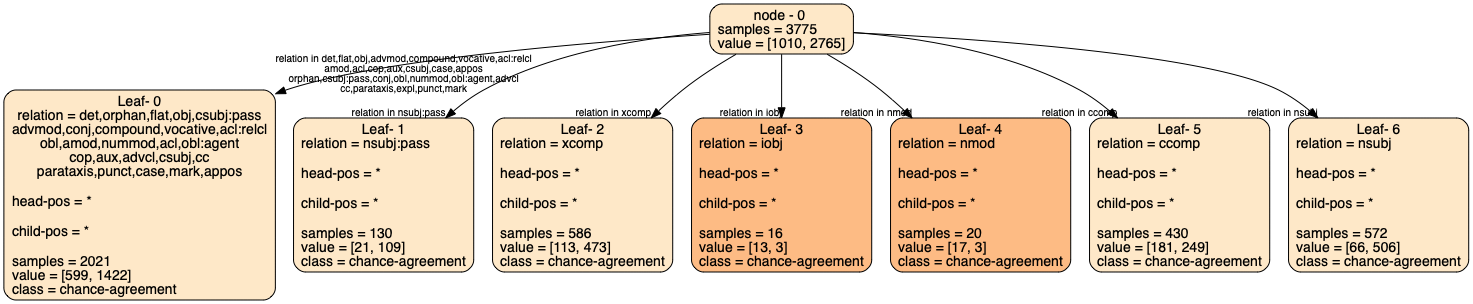 node - 0
samples = 3775
value = [1010, 2765]
relation in det,flat,obj,advmod,compound,vocative,acl:relcl
amod,acl,cop,aux,csubj,case,appos
orphan,csubj:pass,conj,obl,nummod,obl:agent,advcl
cc,parataxis,expl,punct,mark
relation in nsubj:pass
relation in xcomp
relation in iobj
relation in nmod
relation in ccomp
relation in nsubj
Leaf- 0
relation = det,orphan,flat,obj,csubj:pass
advmod,conj,compound,vocative,acl:relcl
obl,amod,nummod,acl,obl:agent
cop,aux,advcl,csubj,cc
parataxis,punct,case,mark,appos
head-pos = *
child-pos = *
samples = 2021
value = [599, 1422]
class = chance-agreement
Leaf- 1
relation = nsubj:pass
head-pos = *
child-pos = *
samples = 130
value = [21, 109]
class = chance-agreement
Leaf- 2
relation = xcomp
head-pos = *
child-pos = *
samples = 586
value = [113, 473]
class = chance-agreement
Leaf- 3
relation = iobj
head-pos = *
child-pos = *
samples = 16
value = [13, 3]
class = chance-agreement
Leaf- 4
relation = nmod
head-pos = *
child-pos = *
samples = 20
value = [17, 3]
class = chance-agreement
Leaf- 5
relation = ccomp
head-pos = *
child-pos = *
samples = 430
value = [181, 249]
class = chance-agreement
Leaf- 6
relation = nsubj
head-pos = *
child-pos = *
samples = 572
value = [66, 506]
class = chance-agreement